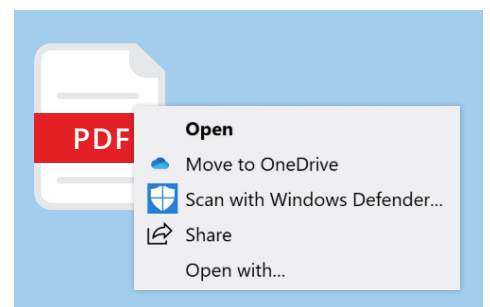 PDF
Open
Move to OneDrive
Scan with Windows Defender...
Share
Open with...